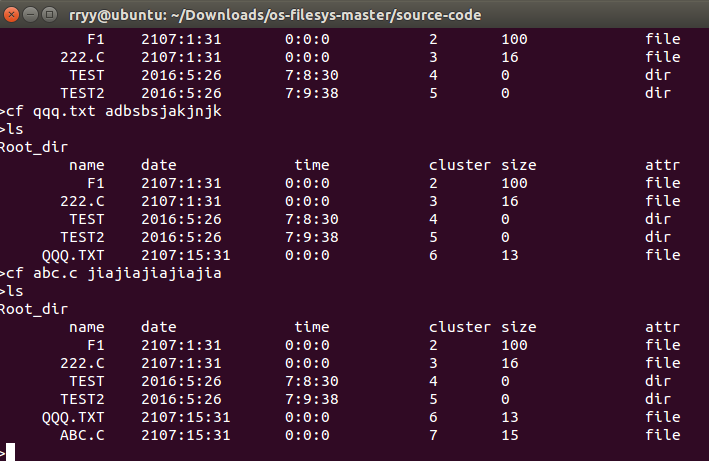 rryy@ubuntu: ~/Downloads/os-filesys-master/source-code
F1 2107:1:31 0:0:0 2 100 file
222.C 2107:1:31 0:0:0 3 16 file
TEST 2016:5:26 7:8:30 4 0 dir
TEST2 2016:5:26 7:9:38 5 0 dir
>cf qqq.txt adbsbsjakjnjk
>ls
Root_dir
name date time cluster size attr
F1 2107:1:31 0:0:0 2 100 file
222.C 2107:1:31 0:0:0 3 16 file
TEST 2016:5:26 7:8:30 4 0 dir
TEST2 2016:5:26 7:9:38 5 0 dir
QQQ.TXT 2107:15:31 0:0:0 6 13 file
>cf abc.c jiajiajiajiajia
>ls
Root_dir
name date time cluster size attr
F1 2107:1:31 0:0:0 2 100 file
222.C 2107:1:31 0:0:0 3 16 file
TEST 2016:5:26 7:8:30 4 0 dir
TEST2 2016:5:26 7:9:38 5 0 dir
QQQ.TXT 2107:15:31 0:0:0 6 13 file
ABC.C 2107:15:31 0:0:0 7 15 file
>